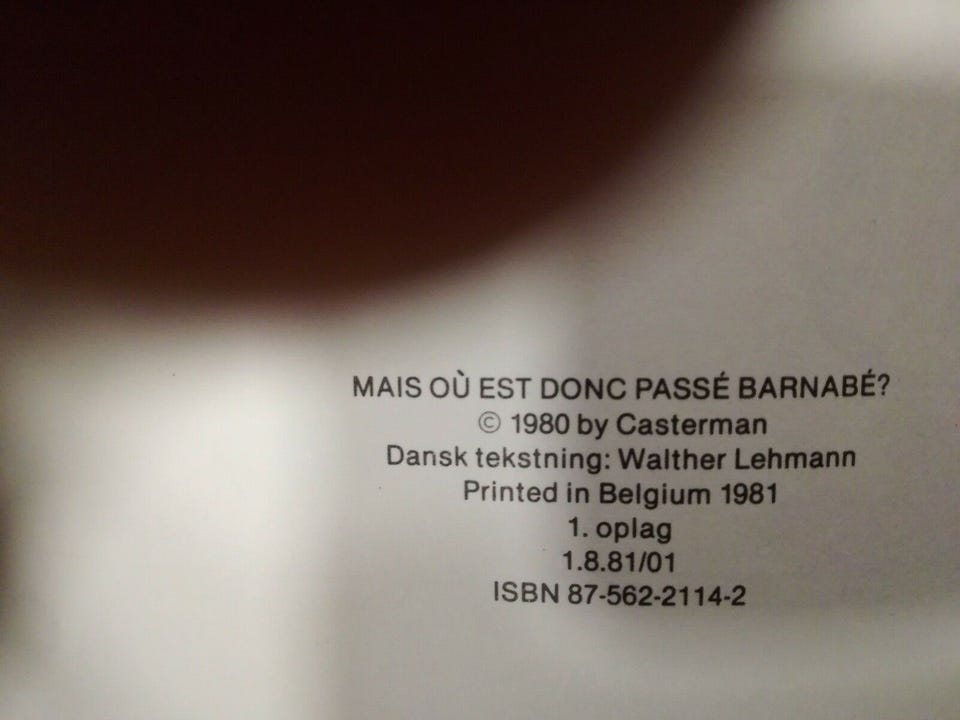 MAIS OÙ EST DONC PASSÉ BARNABÉ?
© 1980 by Casterman
Dansk tekstning: Walther Lehmann
Printed in Belgium 1981
1. oplag
1.8.81/01
ISBN 87-562-2114-2